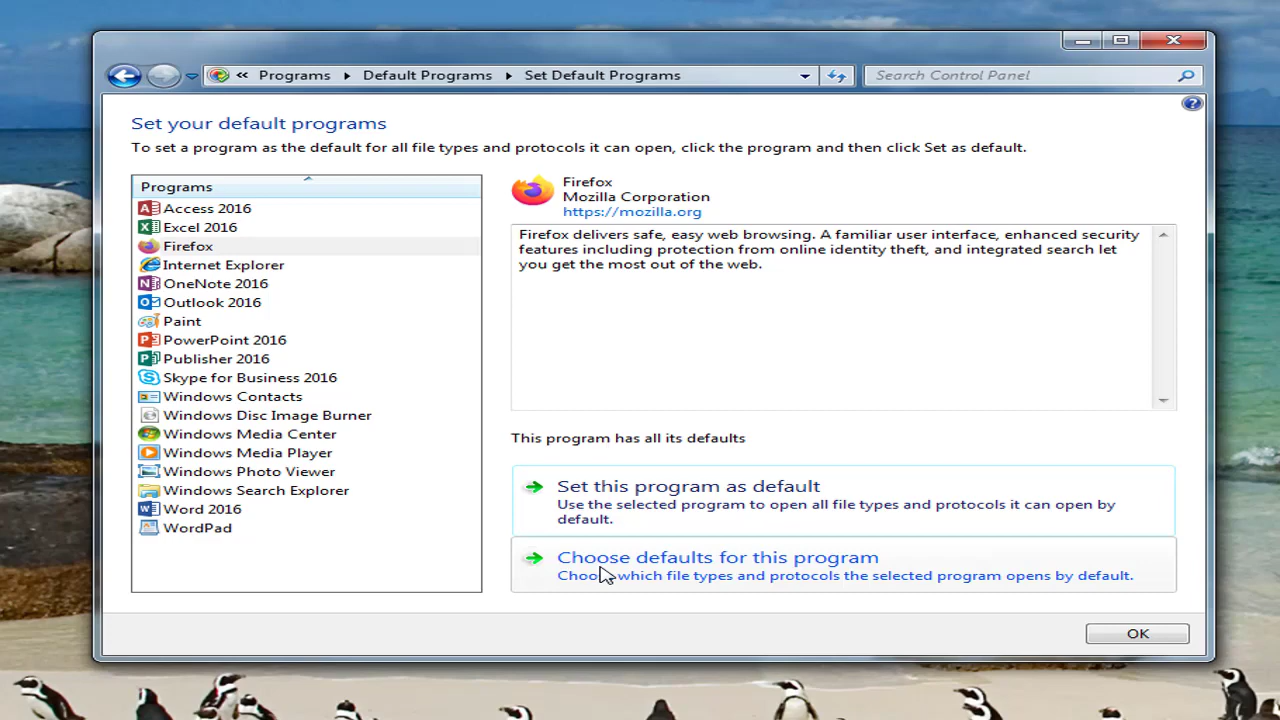 « Programs ▸ Default Programs ▸ Set Default Programs
Search Control Panel
Set your default programs
To set a program as the default for all file types and protocols it can open, click the program and then click Set as default.
Programs
Access 2016
Excel 2016
Firefox
Internet Explorer
OneNote 2016
Outlook 2016
Paint
PowerPoint 2016
Publisher 2016
Skype for Business 2016
Windows Contacts
Windows Disc Image Burner
Windows Media Center
Windows Media Player
Windows Photo Viewer
Windows Search Explorer
Word 2016
WordPad
Firefox
Mozilla Corporation
https://mozilla.org
Firefox delivers safe, easy web browsing. A familiar user interface, enhanced security
features including protection from online identity theft, and integrated search let
you get the most out of the web.
This program has all its defaults
Set this program as default
Use the selected program to open all file types and protocols it can open by
default.
Choose defaults for this program
Choose which file types and protocols the selected program opens by default.
OK